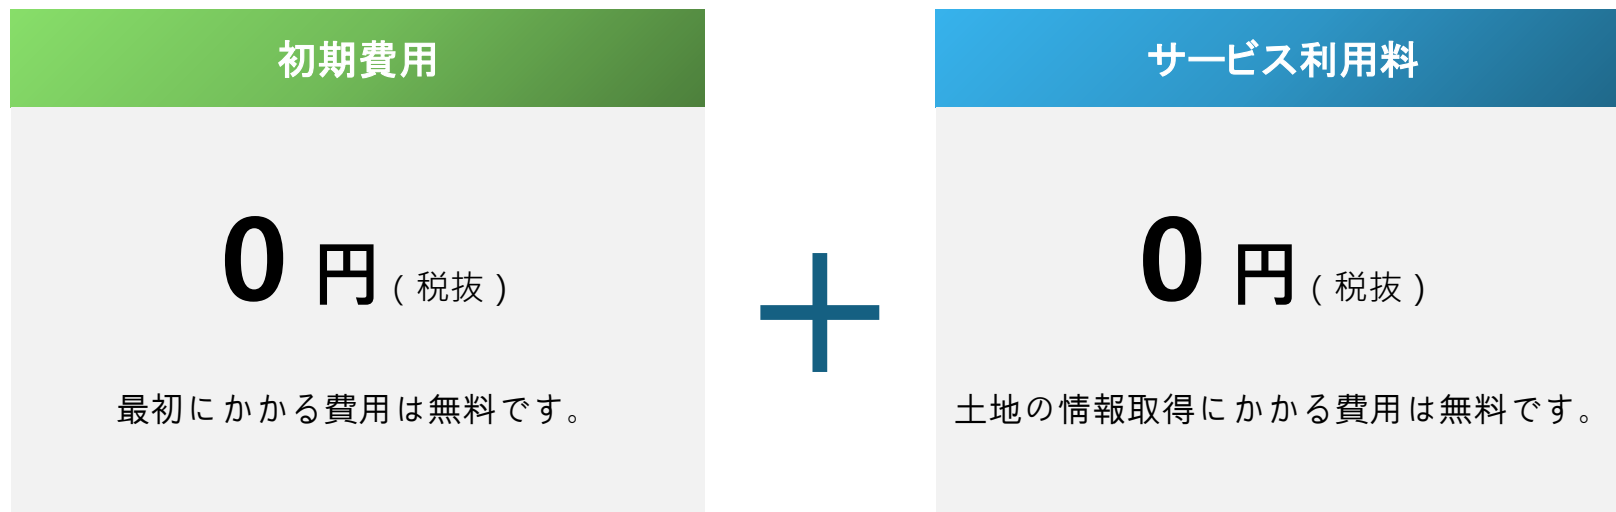 初期費用
0 円 ( 税抜 )
最初にかかる費用は無料です。
サービス利用料
0 円 ( 税抜 )
土地の情報取得にかかる費用は無料です。